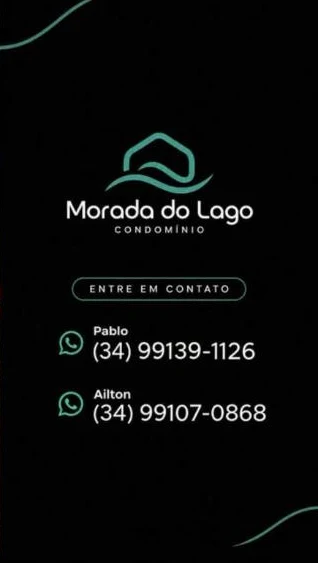 Morada do Lago
CONDOMÍNIO
ENTRE EM CONTATO
Pablo
(34) 99139-1126
Ailton
(34) 99107-0868